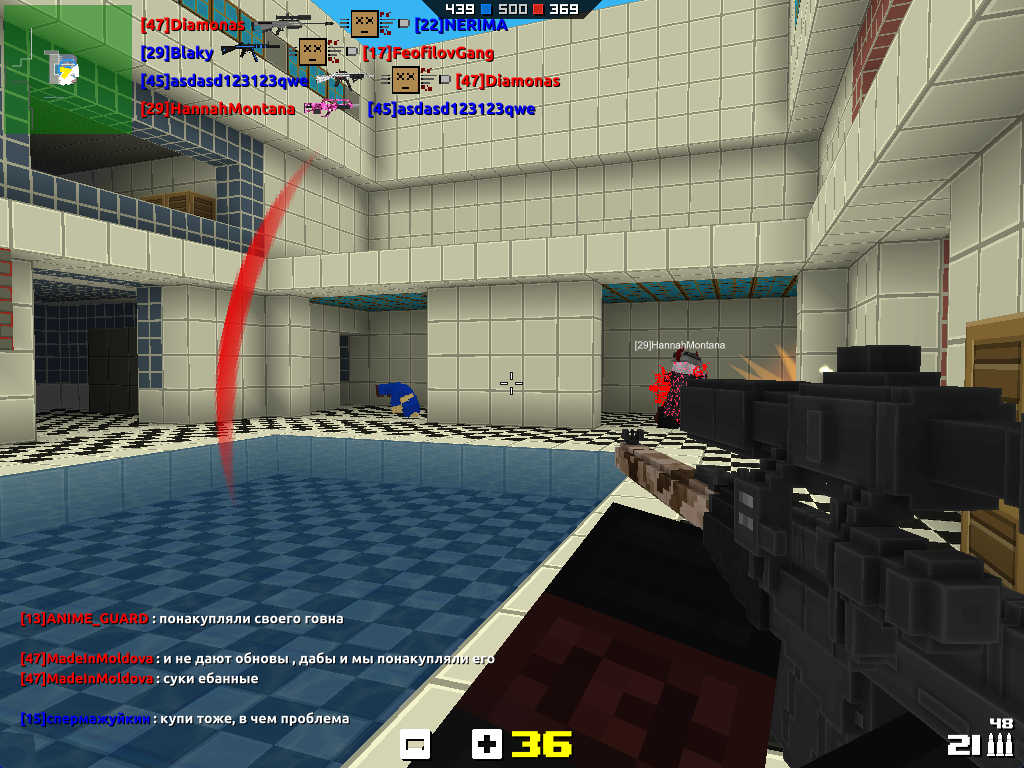 439 500 369
[47]Diamonas [22]NERIMA
[29]Blaky [17]FeofilovGang
[45]asdasd123123qwe [47]Diamonas
[29]HannahMontana [45]asdasd123123qwe
[29]HannahMontana
[13]ANIME_GUARD : понакупляли своего говна
[47]MadeInMoldova : и не дают обновы , дабы и мы понакупляли его
[47]MadeInMoldova : суки ебанные
[15]спермажуйкин : купи тоже, в чем проблема
36
48
21